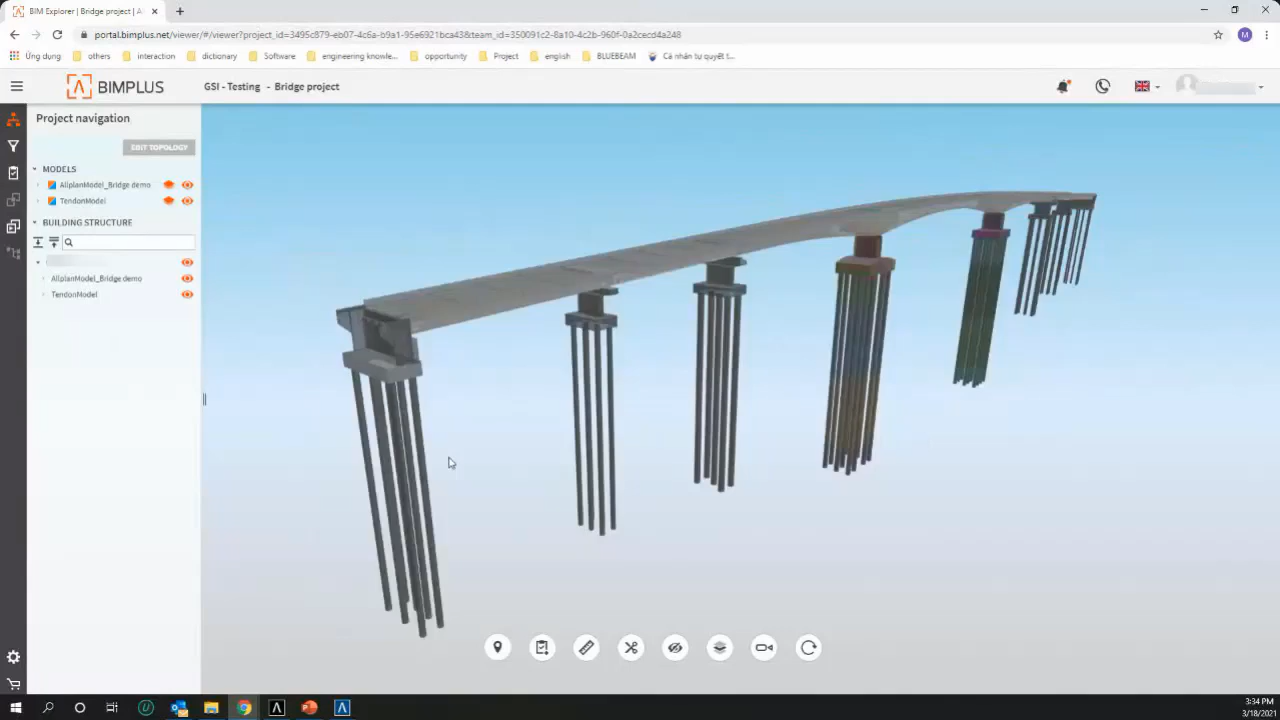 BIM Explorer (Bridge project) | A
portal.bimplus.net/viewer/#/viewer?project_id=3495c879-eb07-4c6a-b9a1-95e6921bca43&team_id=350091c2-8a10-4c2b-960f-0a2cecd4a248
Ứng dụng others interaction dictionary Software engineering knowle... opportunity Project english BLUEBEAM Cá nhân tự quyết t...
BIMPLUS GSI - Testing - Bridge project
Project navigation
EDIT TOPOLOGY
MODELS
AllplanModel_Bridge demo
TendonModel
BUILDING STRUCTURE
AllplanModel_Bridge demo
TendonModel
3:34 PM
3/18/2021